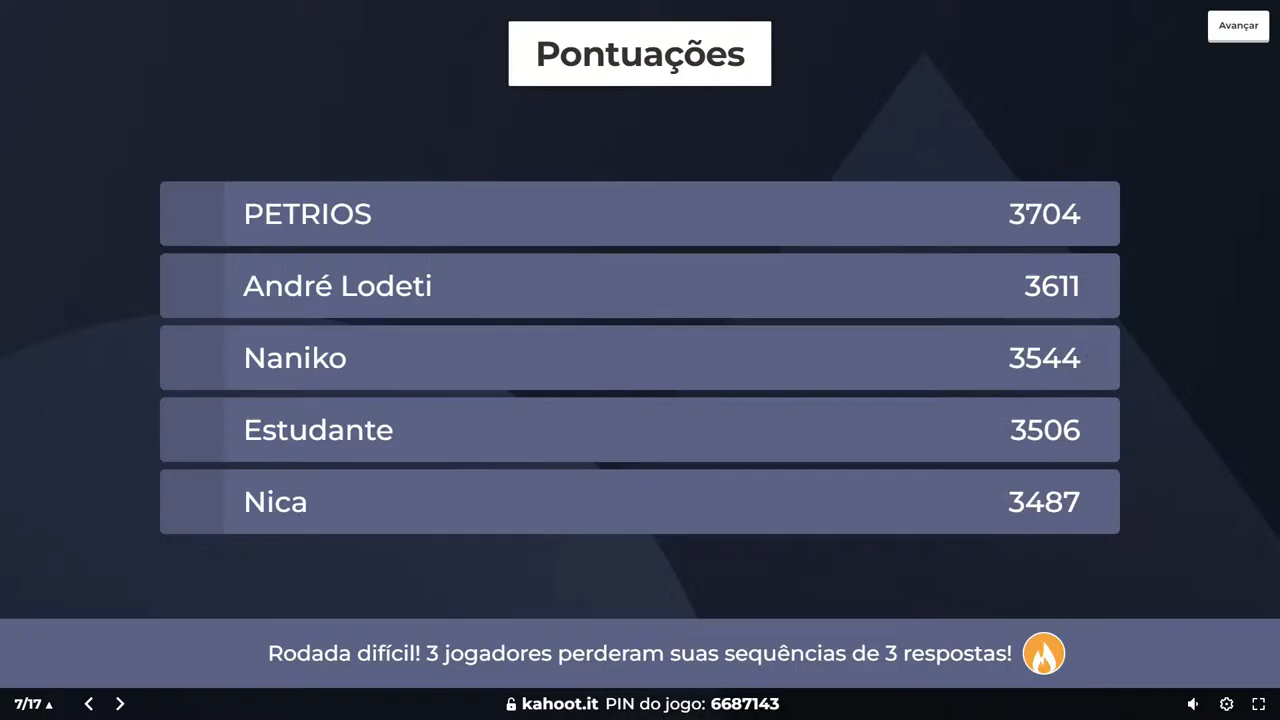 Avançar
Pontuações
PETRIOS 3704
André Lodeti 3611
Naniko 3544
Estudante 3506
Nica 3487
Rodada difícil! 3 jogadores perderam suas sequências de 3 respostas!
7/17 kahoot.it PIN do jogo: 6687143